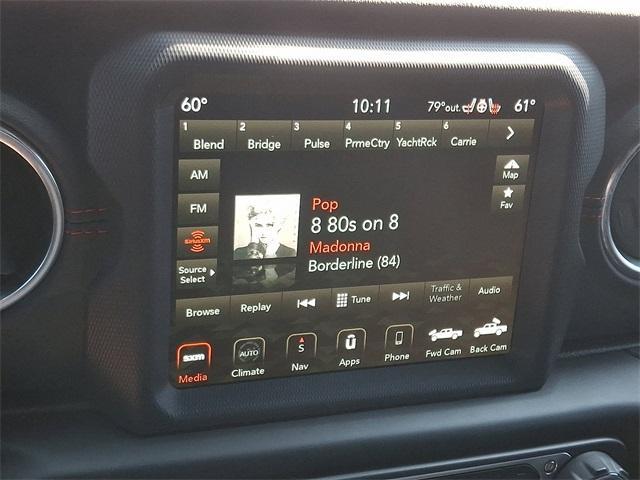 60° 10:11 79°out. 61°
1 Blend 2 Bridge 3 Pulse 4 PrmeCtry 5 YachtRck 6 Carrie
AM
Map
FM
Pop
Fav
8 80s on 8
siriusxm
Madonna
Source
Select
Borderline (84)
Browse Replay Tune Traffic &
Weather Audio
sxm AUTO S
Media Climate Nav Apps Phone Fwd Cam Back Cam